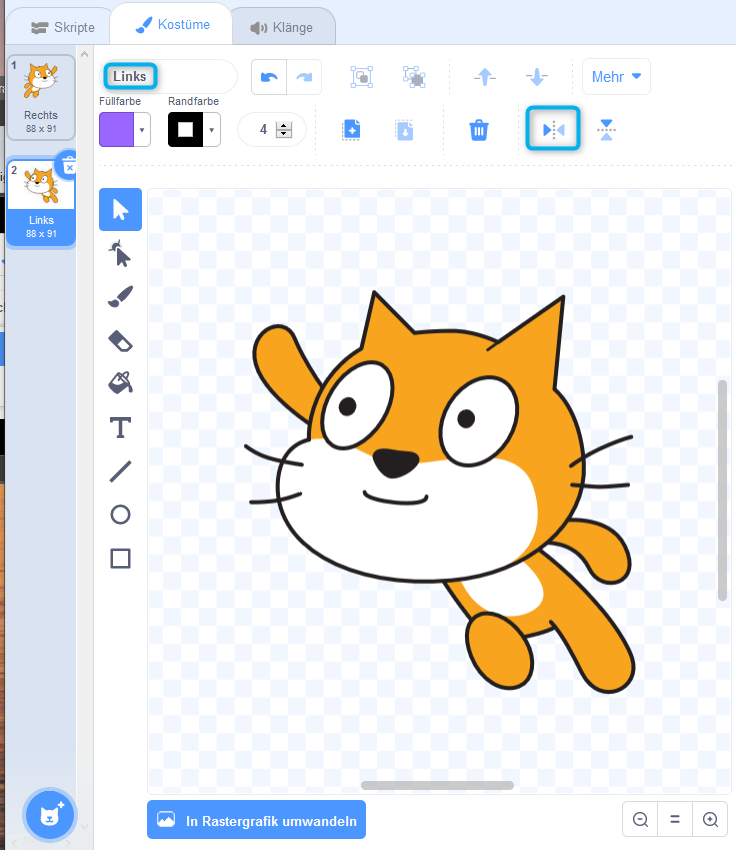 Skripte
Kostüme
Klänge
1
Rechts
88 x 91
2
Links
88 x 91
Links
Mehr
Füllfarbe
Randfarbe
4
T
In Rastergrafik umwandeln